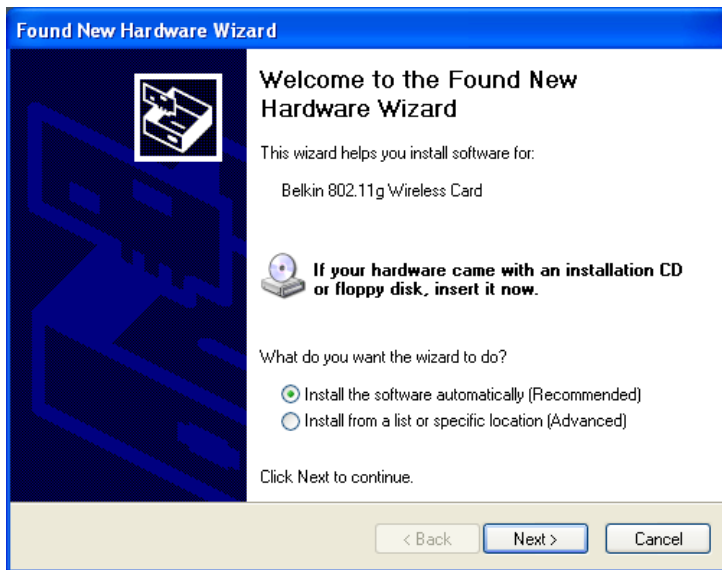 Found New Hardware Wizard
Welcome to the Found New
Hardware Wizard
This wizard helps you install software for:
Belkin 802.11g Wireless Card
If your hardware came with an installation CD
or floppy disk, insert it now.
What do you want the wizard to do?
Install the software automatically (Recommended)
Install from a list or specific location (Advanced)
Click Next to continue.
< Back Next > Cancel